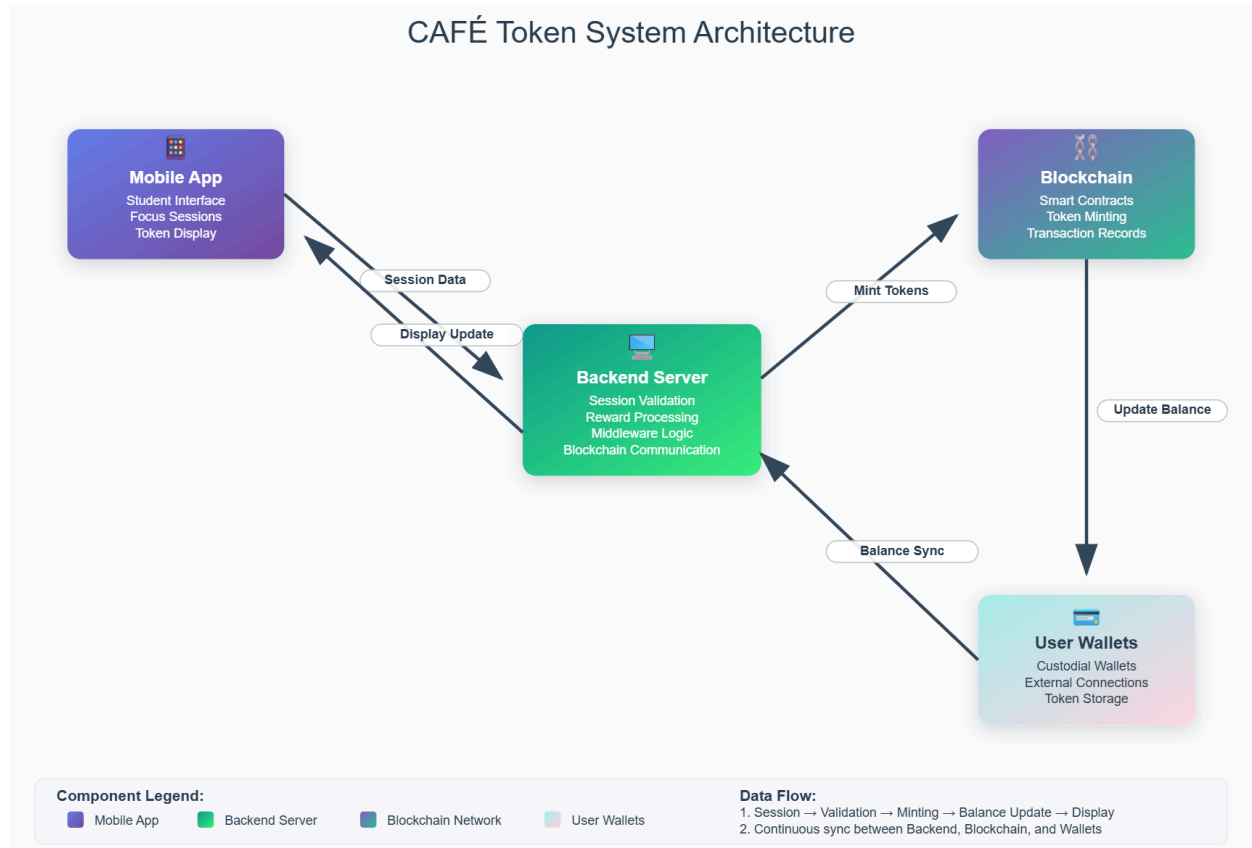 CAFÉ Token System Architecture
Mobile App
Student Interface
Focus Sessions
Token Display
Blockchain
Smart Contracts
Token Minting
Transaction Records
Session Data
Mint Tokens
Display Update
Backend Server
Session Validation
Reward Processing
Middleware Logic
Blockchain Communication
Update Balance
Balance Sync
User Wallets
Custodial Wallets
External Connections
Token Storage
Component Legend:
Mobile App
Backend Server
Blockchain Network
User Wallets
Data Flow:
1. Session → Validation → Minting → Balance Update → Display
2. Continuous sync between Backend, Blockchain, and Wallets